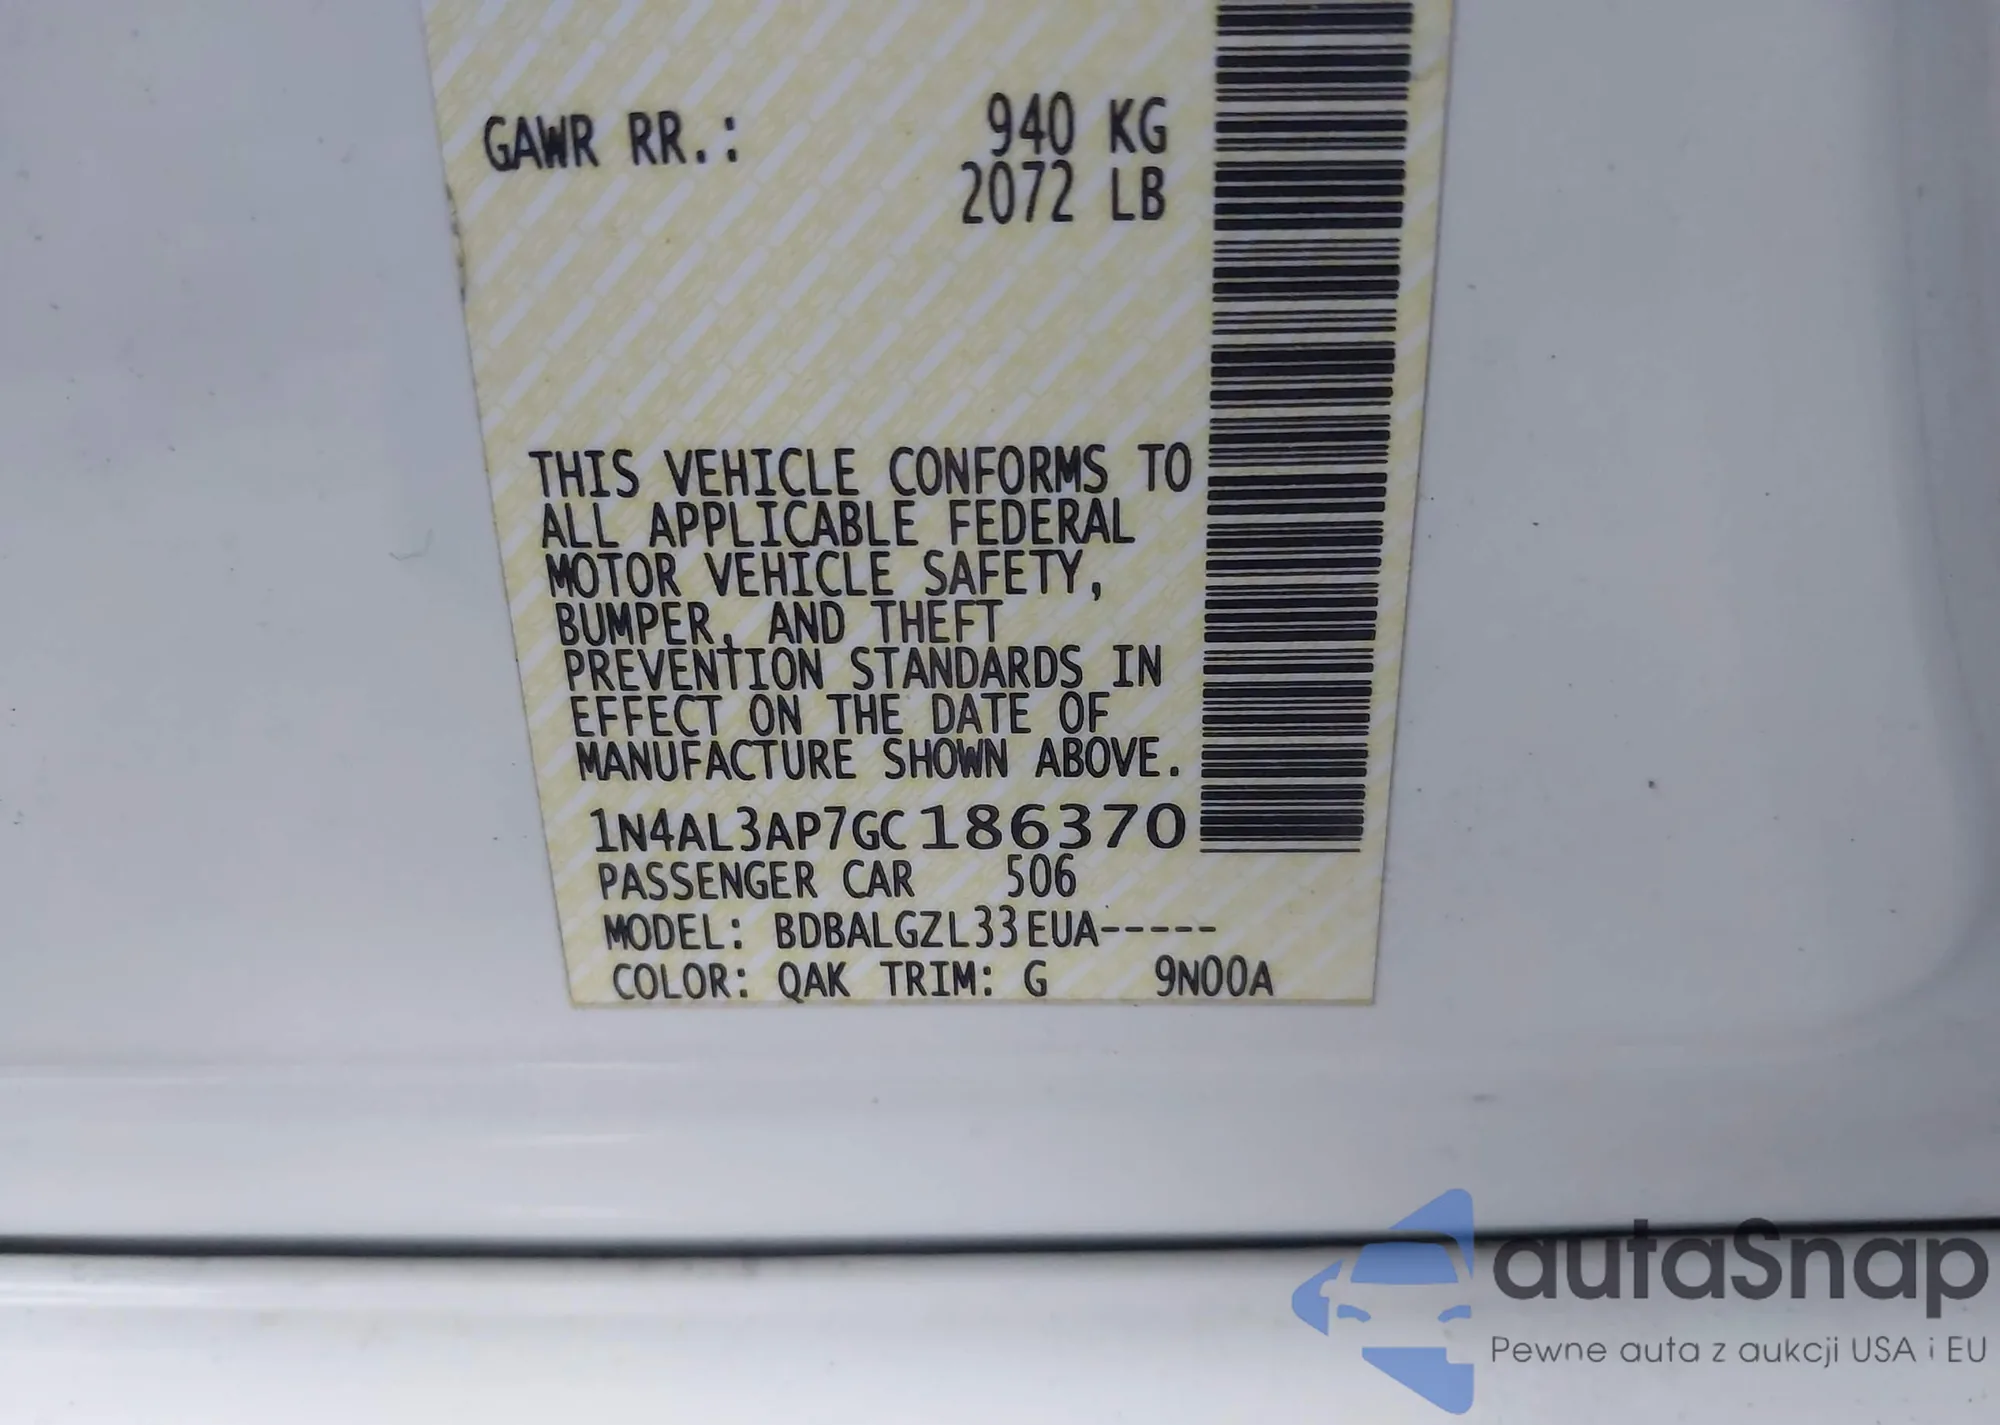 GAWR RR.: 940 KG
2072 LB
THIS VEHICLE CONFORMS TO
ALL APPLICABLE FEDERAL
MOTOR VEHICLE SAFETY,
BUMPER, AND THEFT
PREVENTION STANDARDS IN
EFFECT ON THE DATE OF
MANUFACTURE SHOWN ABOVE.
1N4AL3AP7GC186370
PASSENGER CAR 506
MODEL: BDBALGZL33EUA-----
COLOR: QAK TRIM: G 9N00A
autaSnap
Pewne auta z aukcji USA i EU